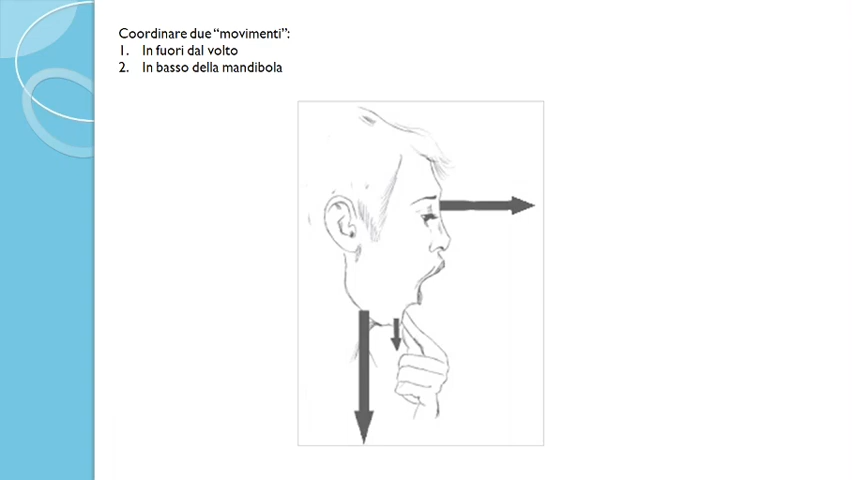 Coordinare due “movimenti”:
1. In fuori dal volto
2. In basso della mandibola